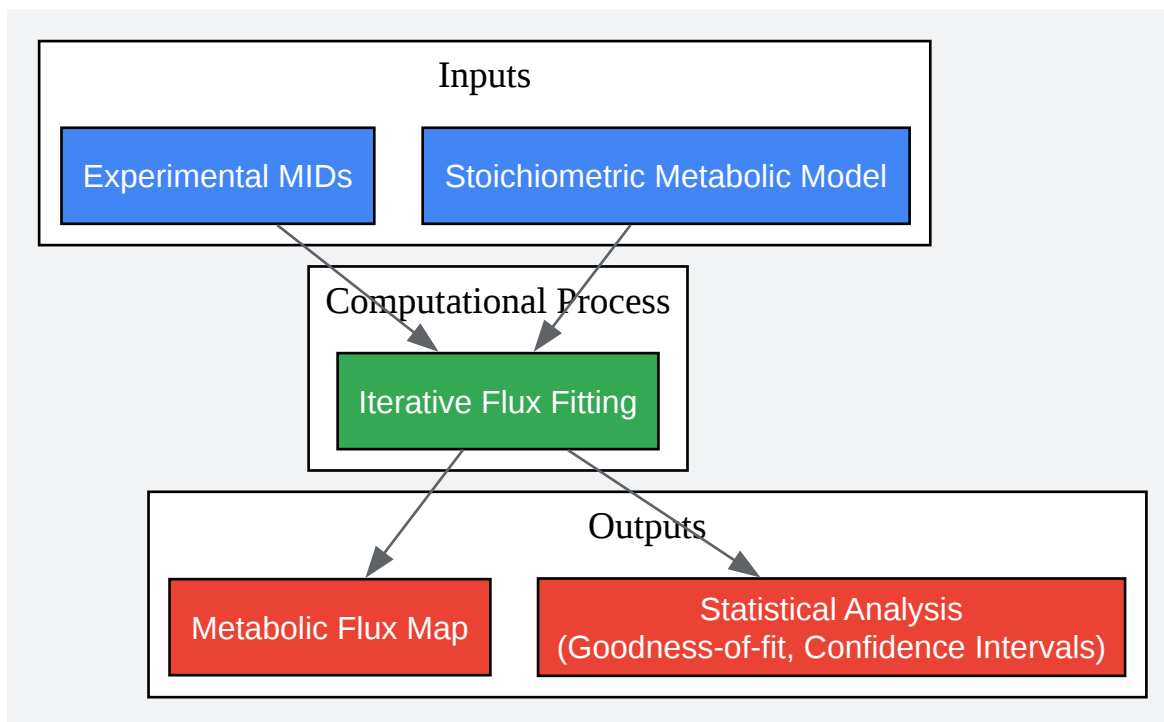 Inputs
Experimental MIDs
Stoichiometric Metabolic Model
Computational Process
Iterative Flux Fitting
Outputs
Metabolic Flux Map
Statistical Analysis
(Goodness-of-fit, Confidence Intervals)